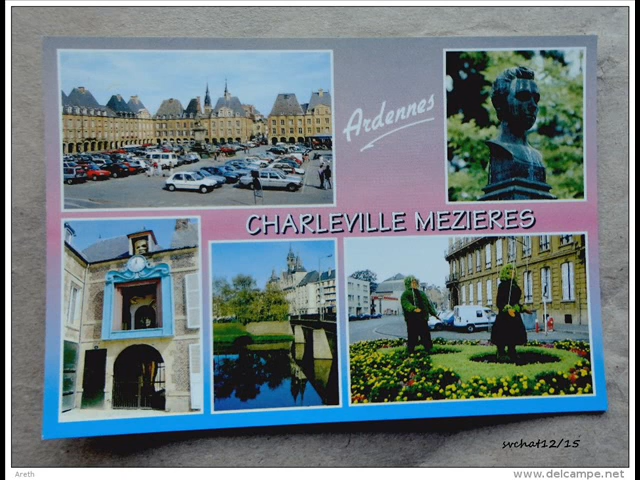 Ardennes
CHARLEVILLE MEZIERES
svchat12/15
Areth
www.delcampe.net